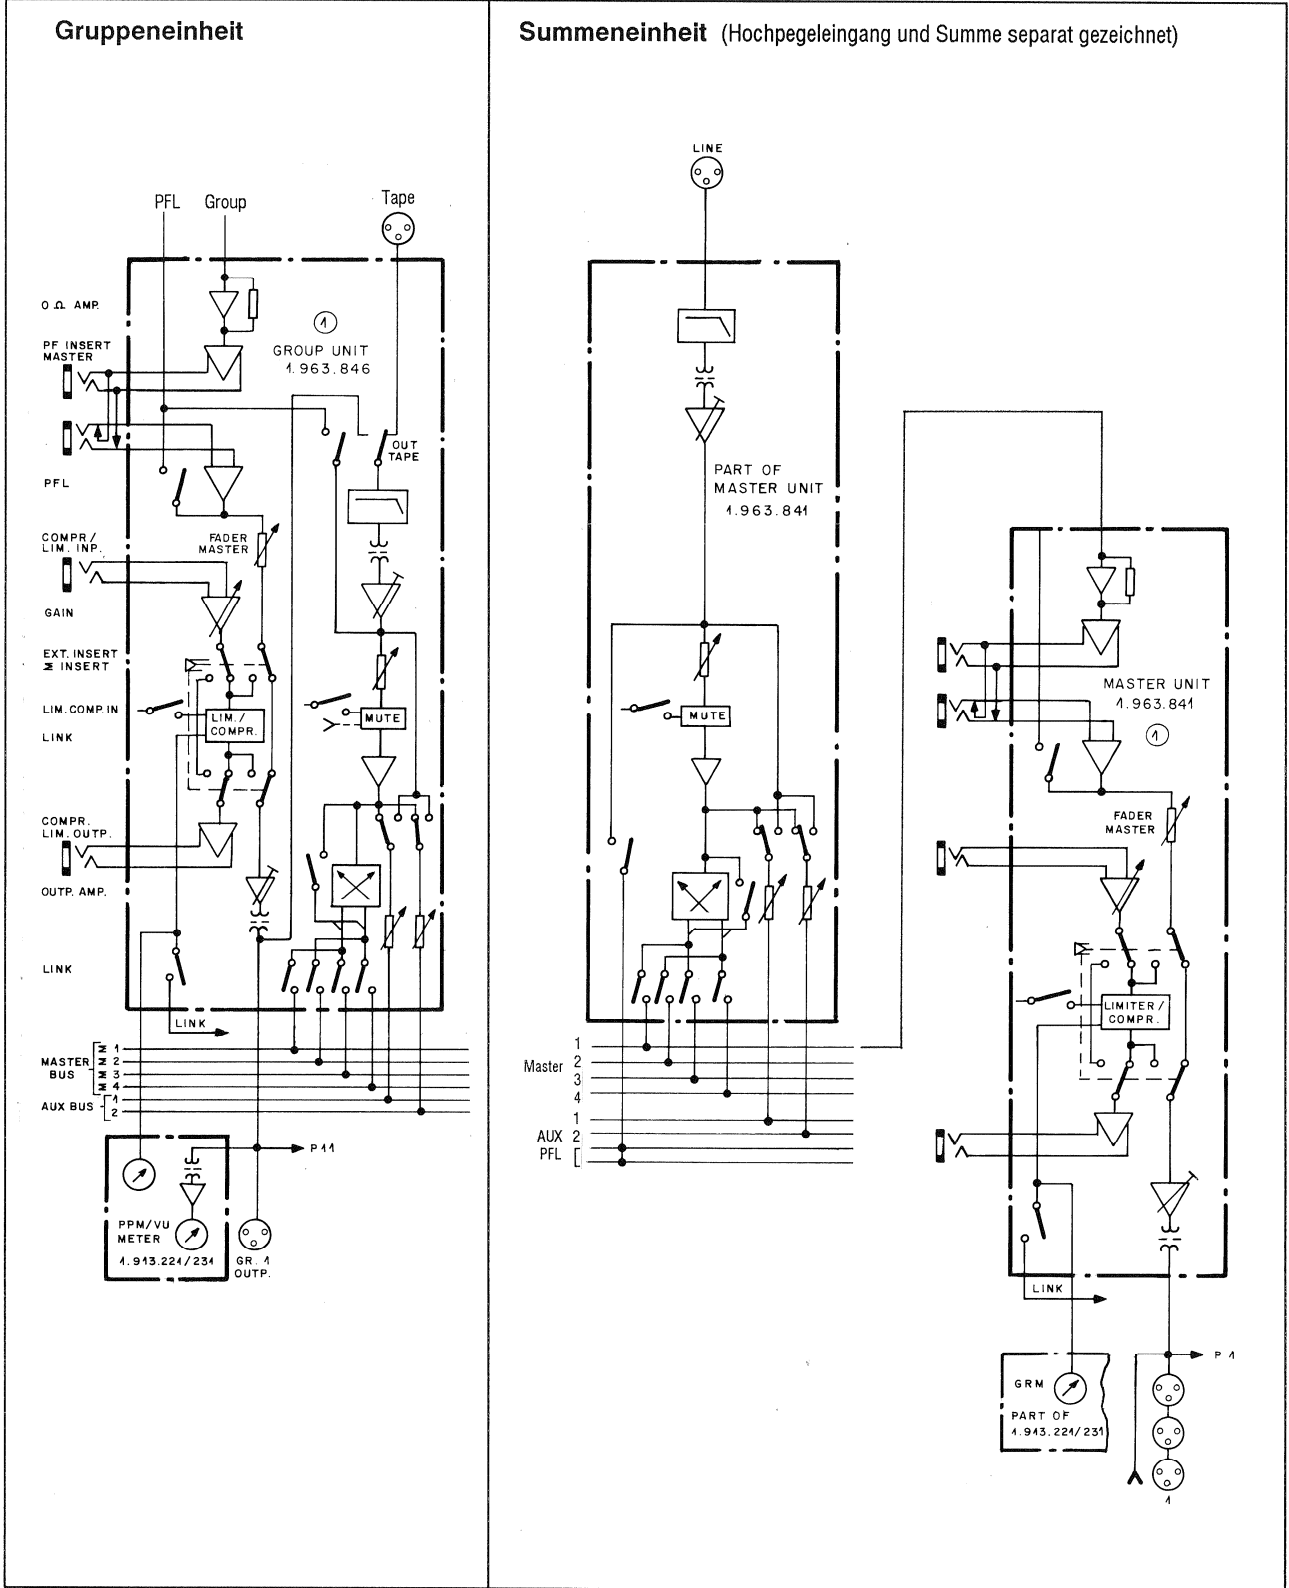 Gruppeneinheit
PFL
Group
Tape
O Ω AMP.
PF INSERT
MASTER
1
GROUP UNIT
1.963.846
OUT
TAPE
PFL
COMPR/
LIM. INP.
FADER
MASTER
GAIN
EXT. INSERT
Σ INSERT
LIM.COMP.IN
LIM./
COMPR.
MUTE
LINK
COMPR.
LIM. OUTP.
OUTP. AMP.
LINK
LINK
MASTER
BUS
Σ 1
Σ 2
Σ 3
Σ 4
AUX BUS
1
2
P11
PPM/VU
METER
1.913.221/231
GR. 1
OUTP.
Summeneinheit (Hochpegeleingang und Summe separat gezeichnet)
LINE
PART OF
MASTER UNIT
1.963.841
MUTE
Master
1
2
3
4
AUX
1
2
PFL
MASTER UNIT
1.963.841
1
FADER
MASTER
LIMITER/
COMPR.
LINK
GRM
PART OF
1.913.221/231
P 1
1